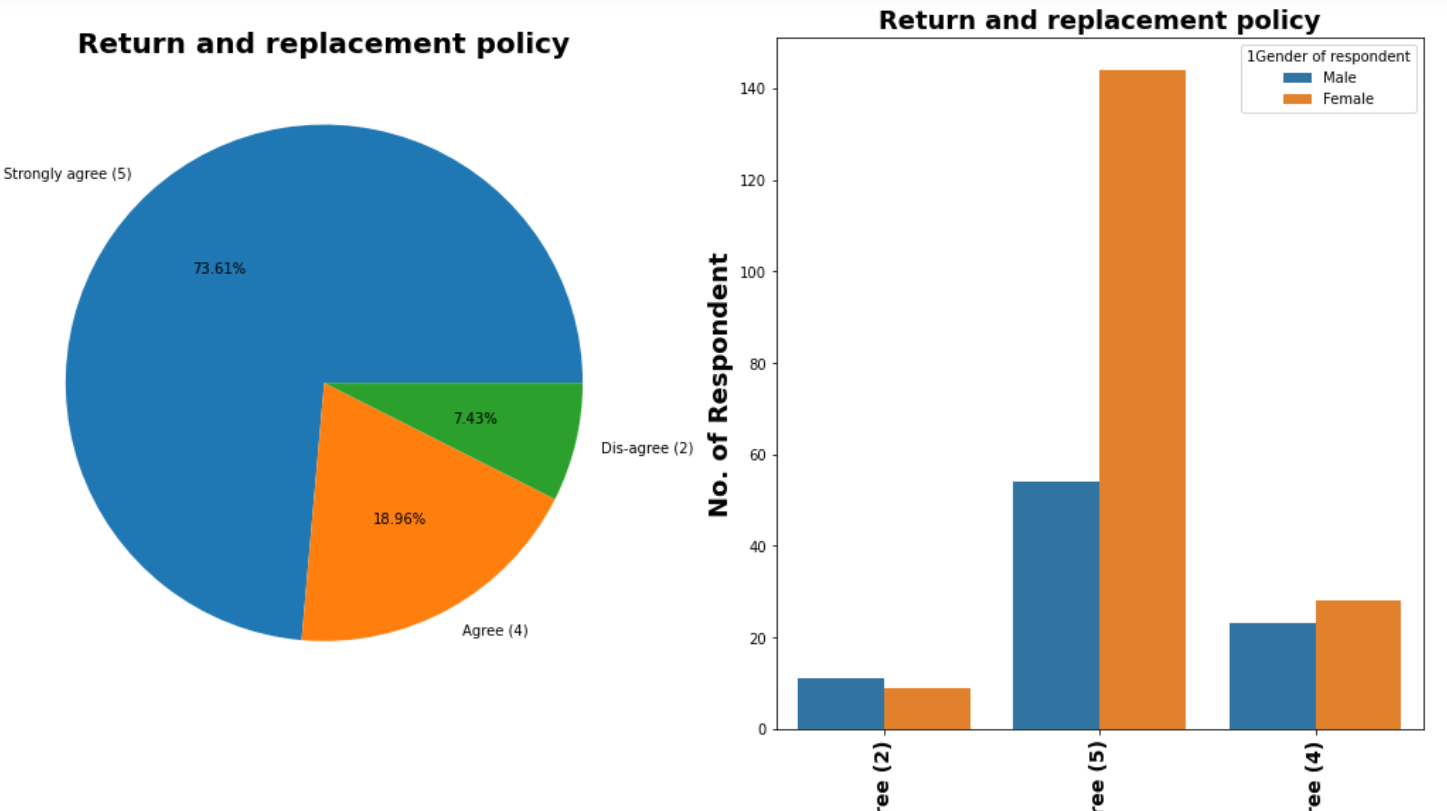 Return and replacement policy
Strongly agree (5)
73.61%
7.43%
Dis-agree (2)
18.96%
Agree (4)
Return and replacement policy
1Gender of respondent
Male
Female
No. of Respondent
140
120
100
80
60
40
20
0
ree (2)
ree (5)
ree (4)